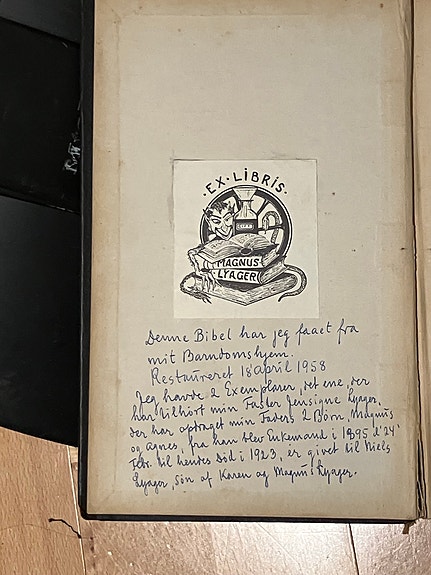 ·EX·LiBRiS·
MAGNUS
LYAGER
Denne Bibel har jeg faaet fra
mit Barndomshjem.
Restaureret 18 april 1958
Jeg havde 2 Exemplarer, det ene, der
har tilhört min Faster Jensigne Lyager,
der har opdraget min Faders 2 Børn, Magnus
og Agnes, fra han blev Enkemand i 1895 d. 24
Febr. til hendes Død i 1923, er givet til Niels
Lyager, søn af Karen og Magnus Lyager.